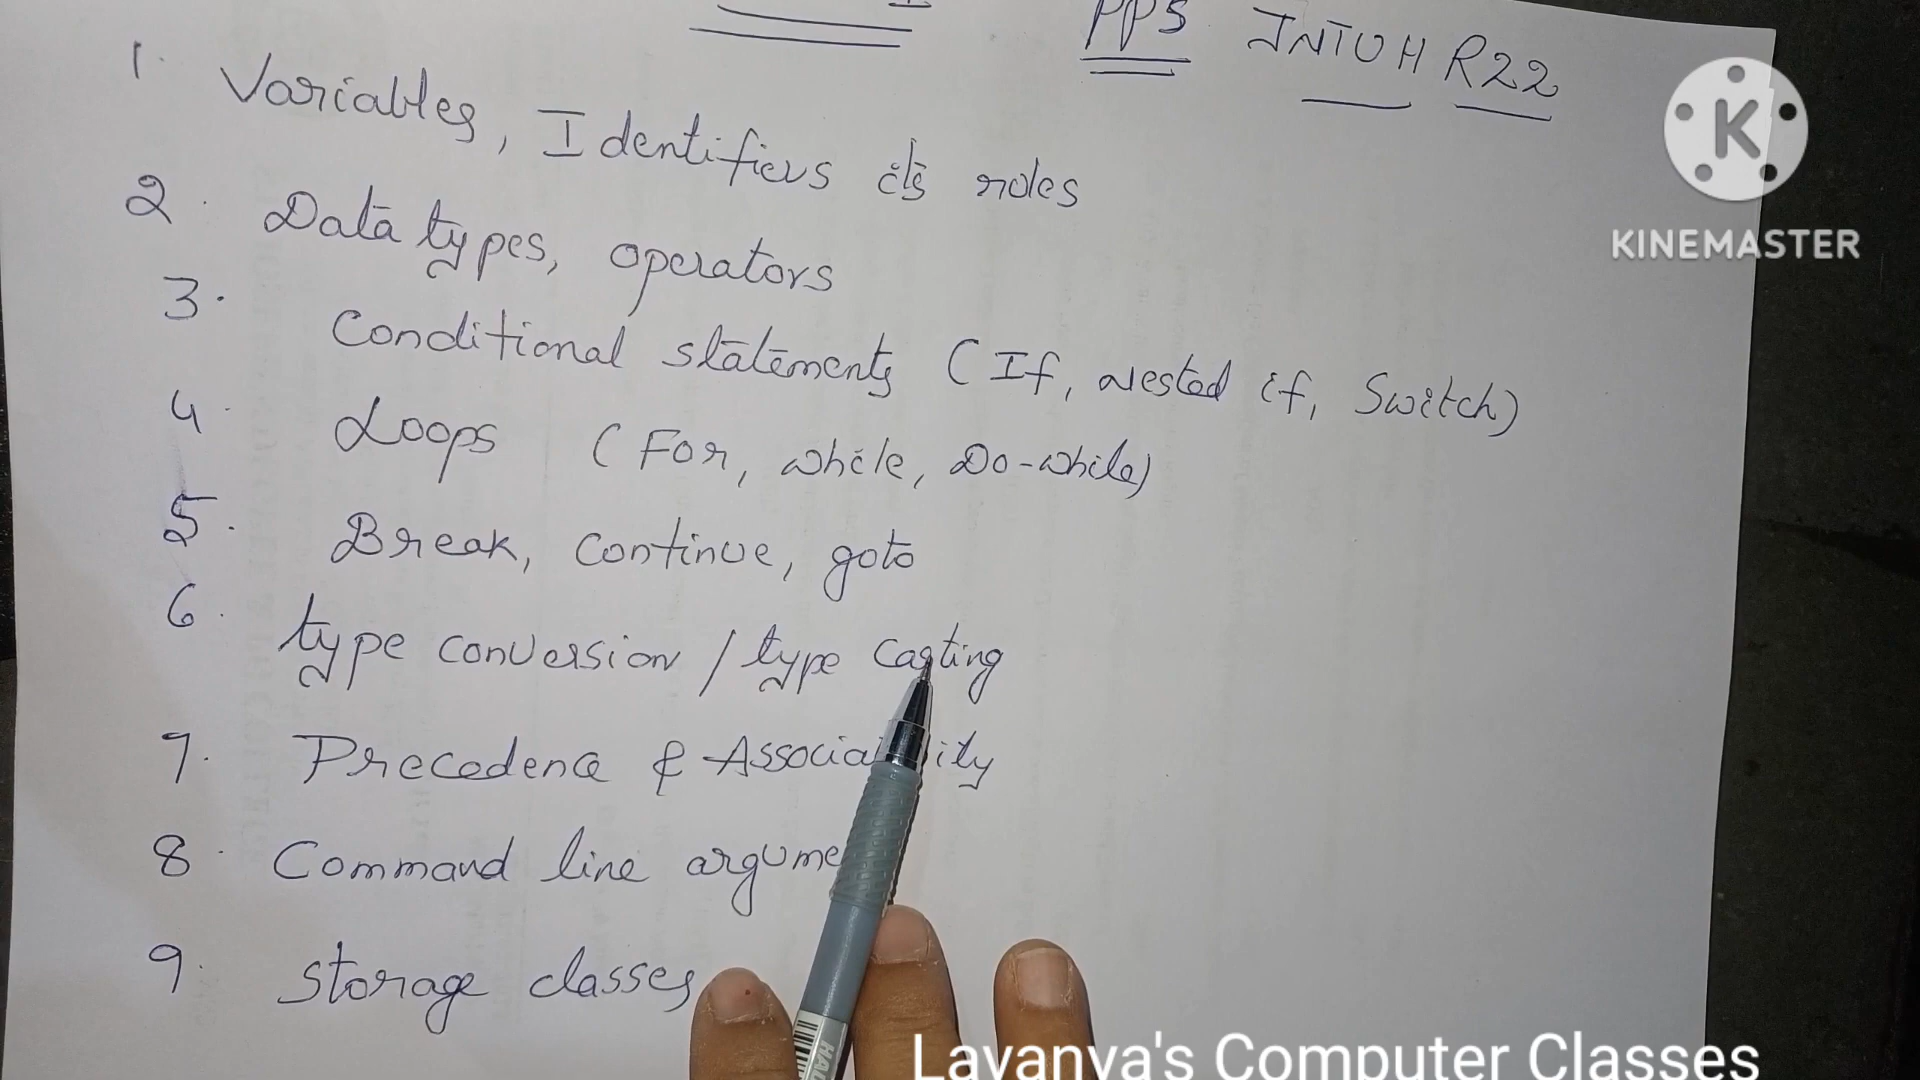 PPS JNTUH R22
1. Variables, Identifiers its roles
2. Data types, operators
3. Conditional statements (If, Nested if, Switch)
4. Loops (For, while, Do-while)
5. Break, continue, goto
6. type conversion / type casting
7. Precedence & Associa ity
8. Command line argume
9. Storage classes
KINEMASTER
Lavanya's Computer Classes